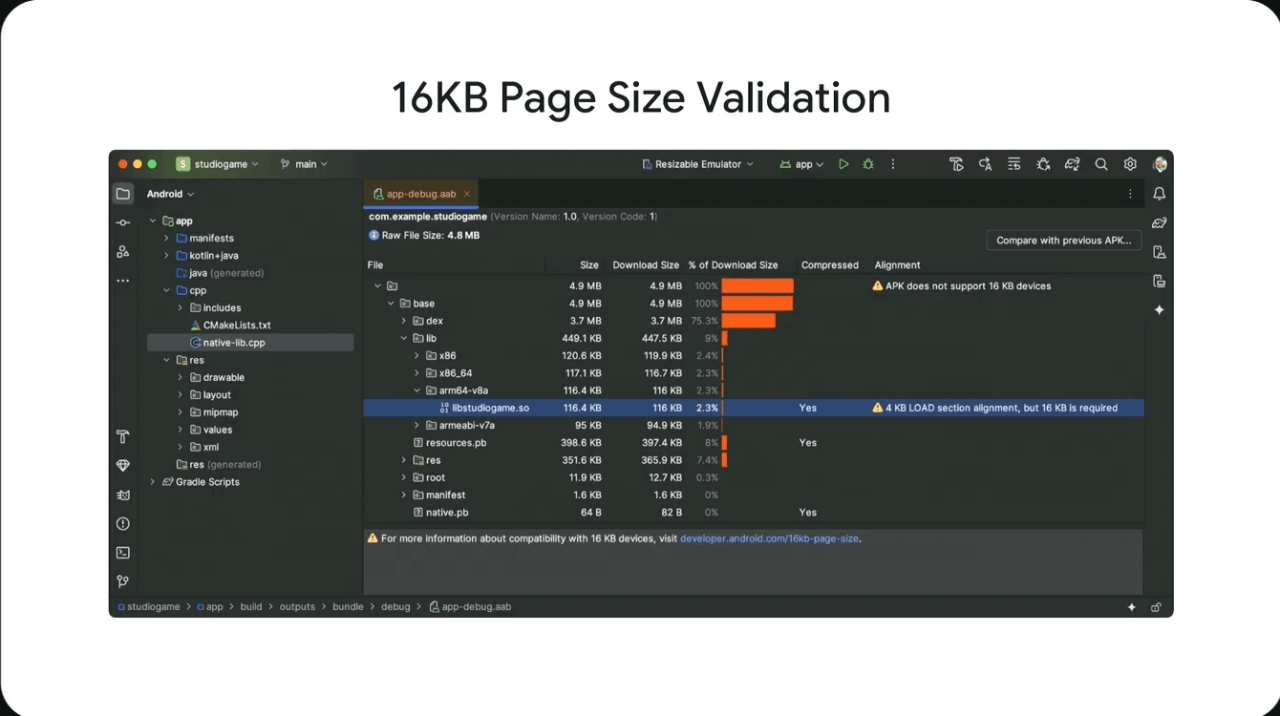 16KB Page Size Validation
studiogame main Resizable Emulator app
Android
app-debug.aab
com.example.studiogame (Version Name: 1.0, Version Code: 1)
Raw File Size: 4.8 MB
Compare with previous APK...
app
manifests
kotlin+java
java (generated)
cpp
includes
CMakeLists.txt
native-lib.cpp
res
drawable
layout
mipmap
values
xml
res (generated)
Gradle Scripts
File Size Download Size % of Download Size Compressed Alignment
4.9 MB 4.9 MB 100% APK does not support 16 KB devices
base 4.9 MB 4.9 MB 100%
dex 3.7 MB 3.7 MB 75.3%
lib 449.1 KB 447.5 KB 9%
x86 120.6 KB 119.9 KB 2.4%
x86_64 117.1 KB 116.7 KB 2.3%
arm64-v8a 116.4 KB 116 KB 2.3%
libstudiogame.so 116.4 KB 116 KB 2.3% Yes 4 KB LOAD section alignment, but 16 KB is required
armeabi-v7a 95 KB 94.9 KB 1.9%
resources.pb 398.6 KB 397.4 KB 8% Yes
res 351.6 KB 365.9 KB 7.4%
root 11.9 KB 12.7 KB 0.3%
manifest 1.6 KB 1.6 KB 0%
native.pb 64 B 82 B 0% Yes
For more information about compatibility with 16 KB devices, visit developer.android.com/16kb-page-size.
studiogame > app > build > outputs > bundle > debug > app-debug.aab